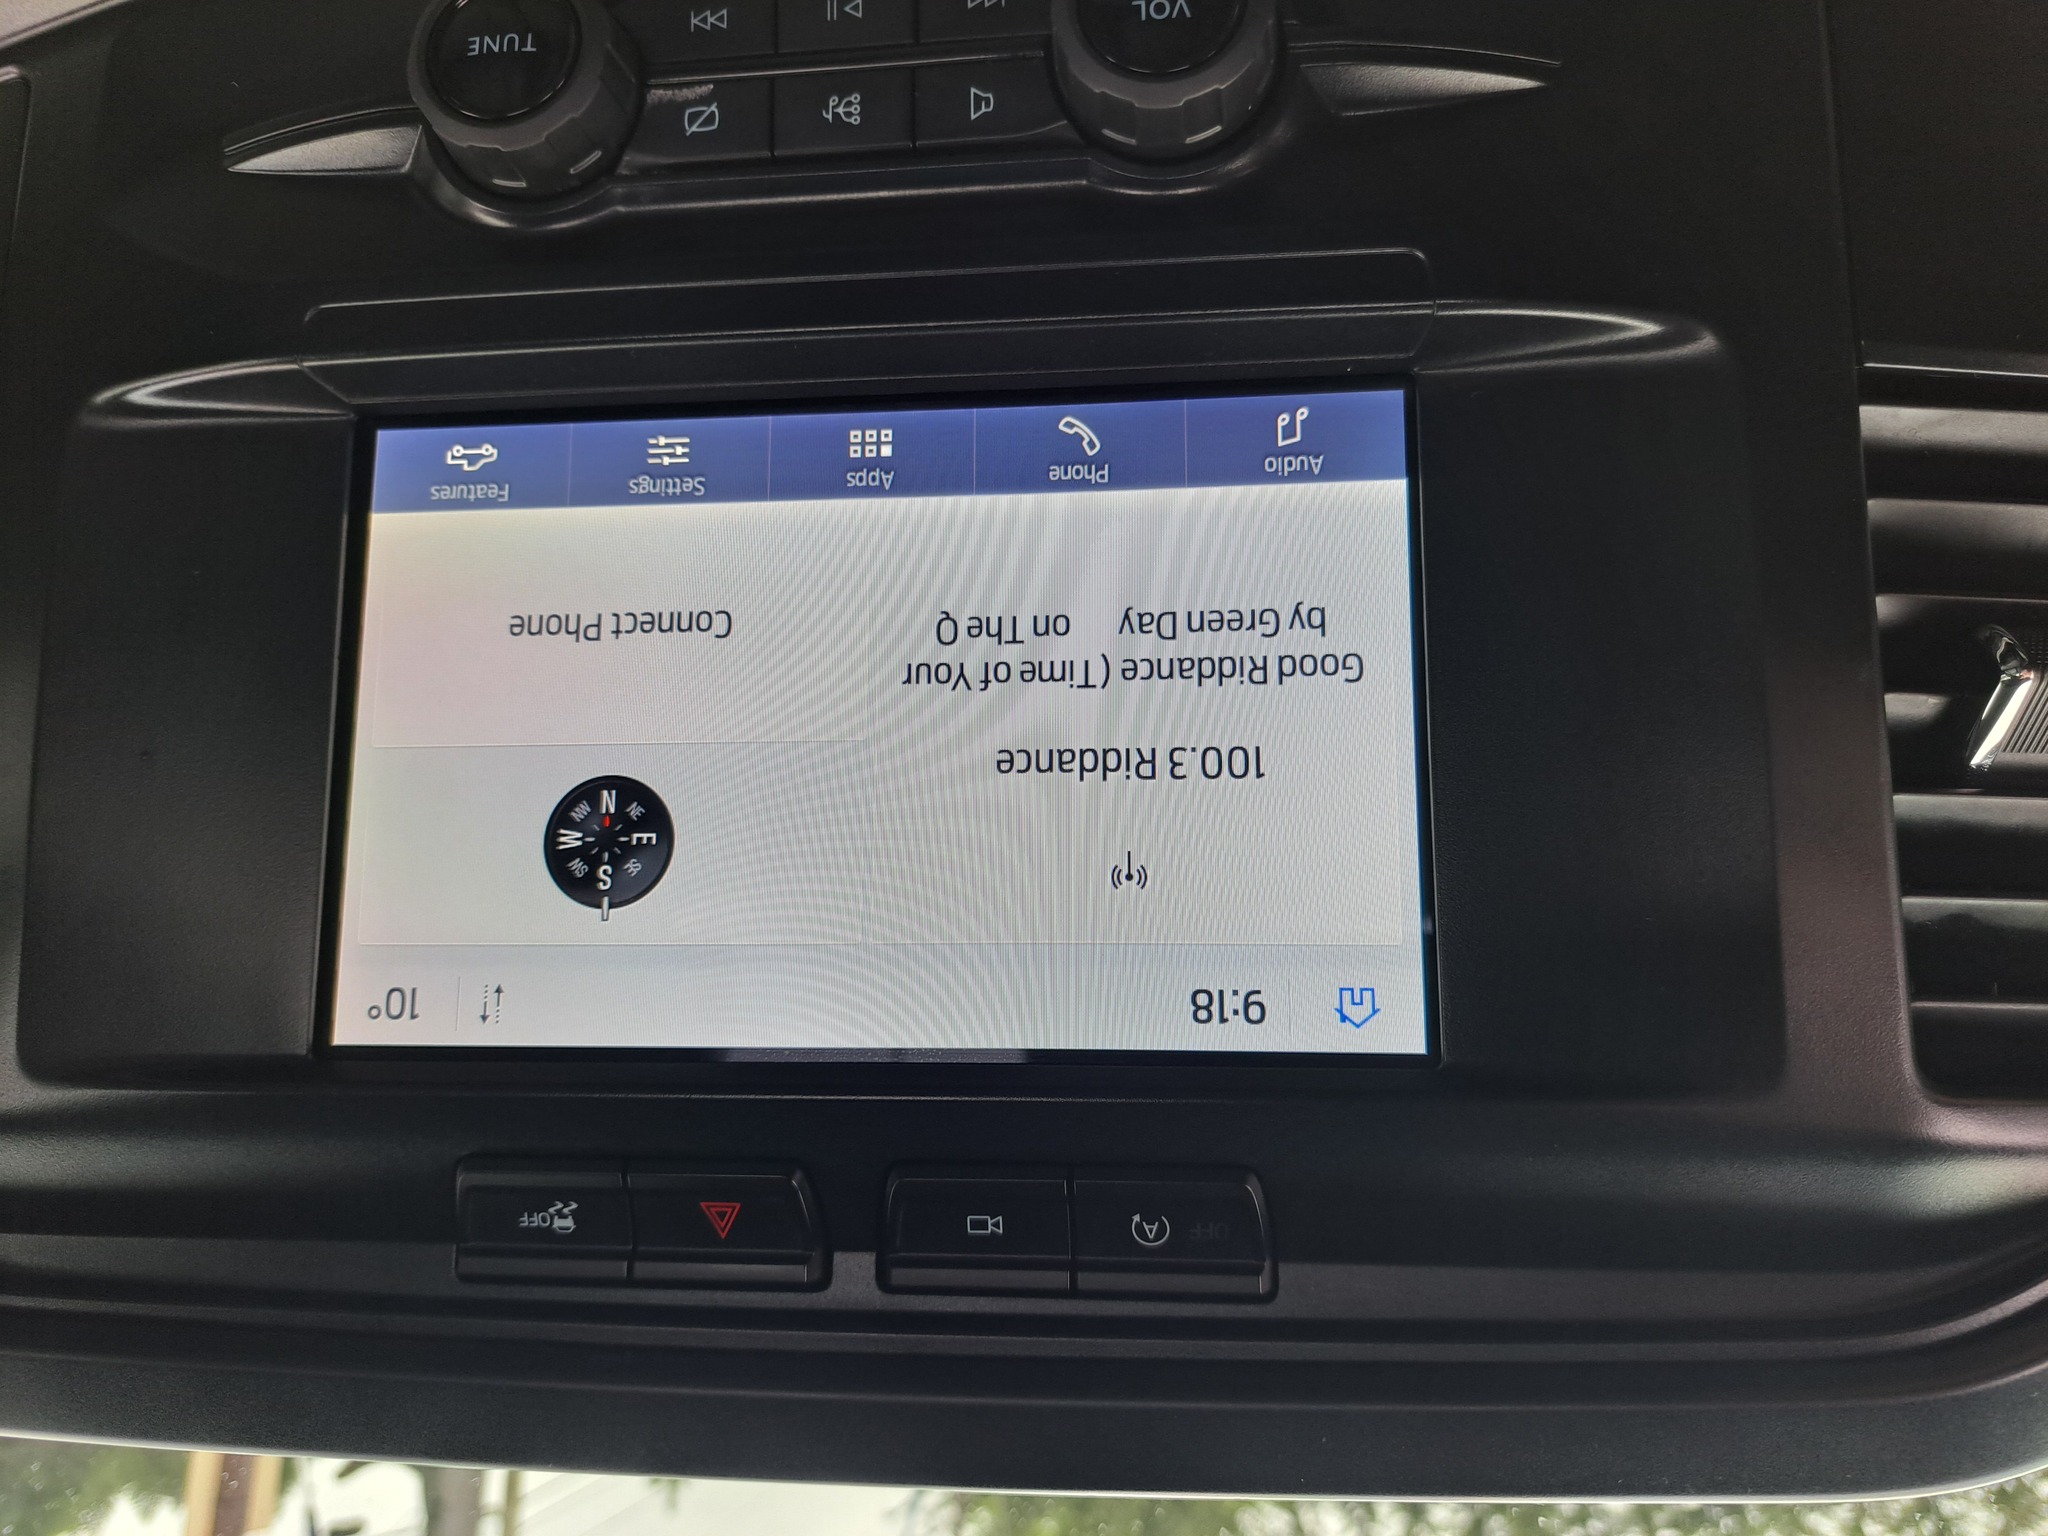 OFF
A
OFF
9:18
10°
S
SE
SW
E
W
NE
NW
N
100.3 Riddance
Good Riddance (Time of Your
by Green Day on The Q
Connect Phone
Audio
Phone
Apps
Settings
Features
VOL
TUNE